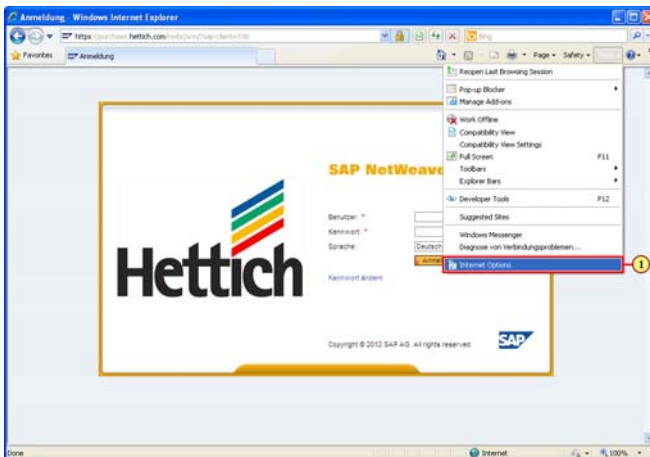 Anmeldung - Windows Internet Explorer
https://purchase.hettich.com
Bing
Favorites
Anmeldung
Page
Safety
Reopen Last Browsing Session
Pop-up Blocker
Manage Add-ons
Work Offline
Compatibility View
Compatibility View Settings
Full Screen F11
Toolbars
Explorer Bars
Developer Tools F12
Suggested Sites
Windows Messenger
Diagnose von Verbindungsproblemen...
Internet Options
1
SAP NetWeave
Benutzer *
Kennwort *
Sprache Deutsch
Anme
Kennwort ändern
Hettich
Copyright © 2012 SAP AG. All rights reserved.
SAP
Done
Internet
100%